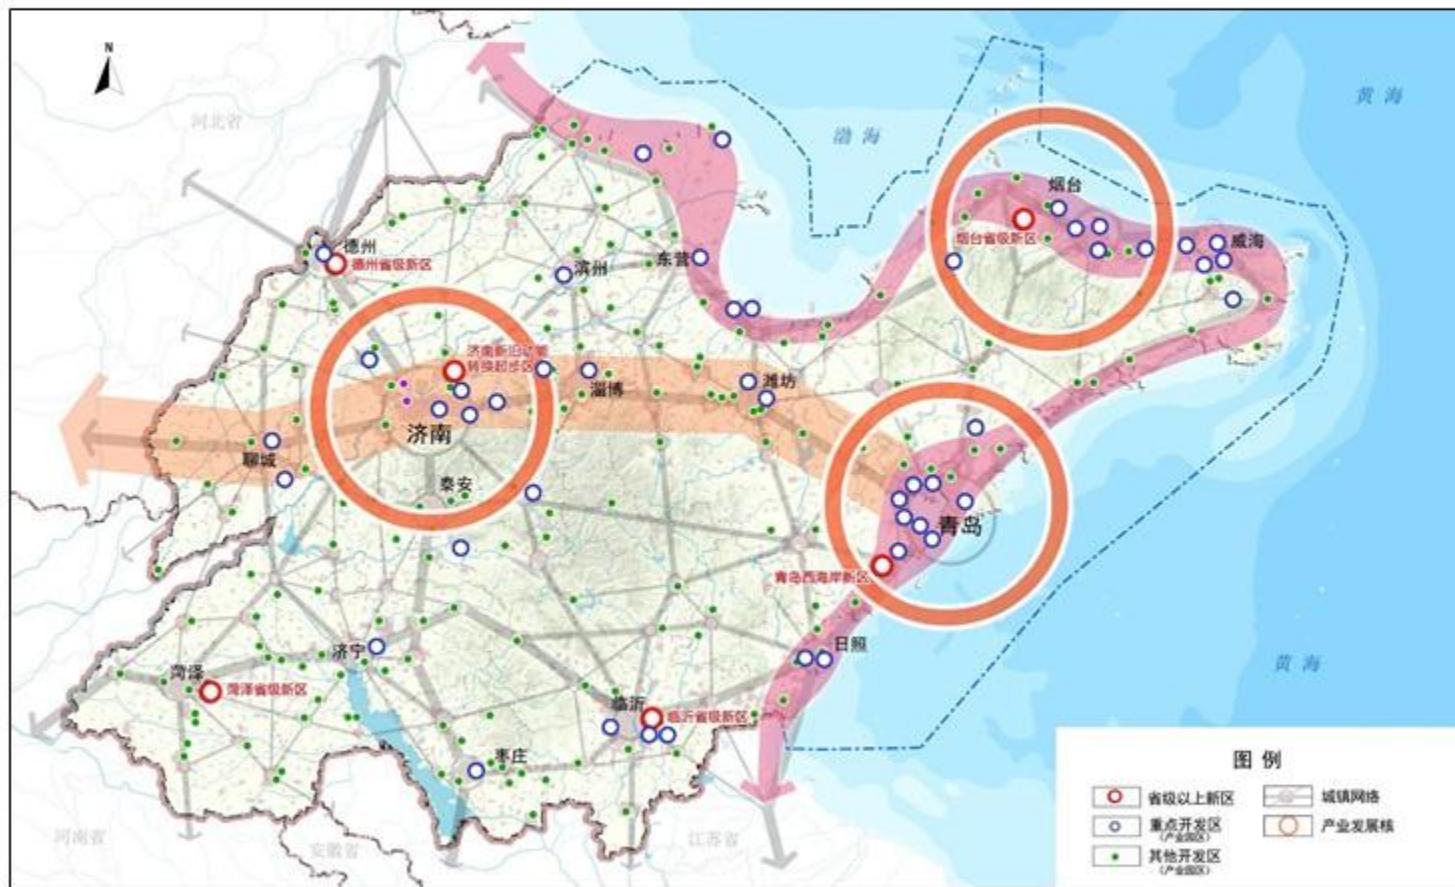 N
黄海
渤海
河北省
烟台
烟台省级新区
威海
德州
德州省级新区
滨州
东营
济南新旧动能
转换起步区
淄博
潍坊
济南
聊城
泰安
青岛
青岛西海岸新区
日照
济宁
菏泽
菏泽省级新区
临沂
临沂省级新区
黄海
枣庄
河南省
安徽省
江苏省
图例
省级以上新区
城镇网络
重点开发区
(产业园区)
产业发展核
其他开发区
(产业园区)